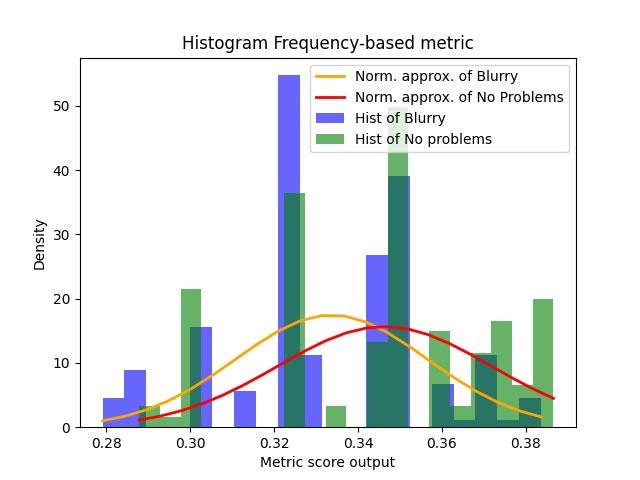 Histogram Frequency-based metric
Norm. approx. of Blurry
Norm. approx. of No Problems
Hist of Blurry
Hist of No problems
Density
50
40
30
20
10
0
0.28 0.30 0.32 0.34 0.36 0.38
Metric score output